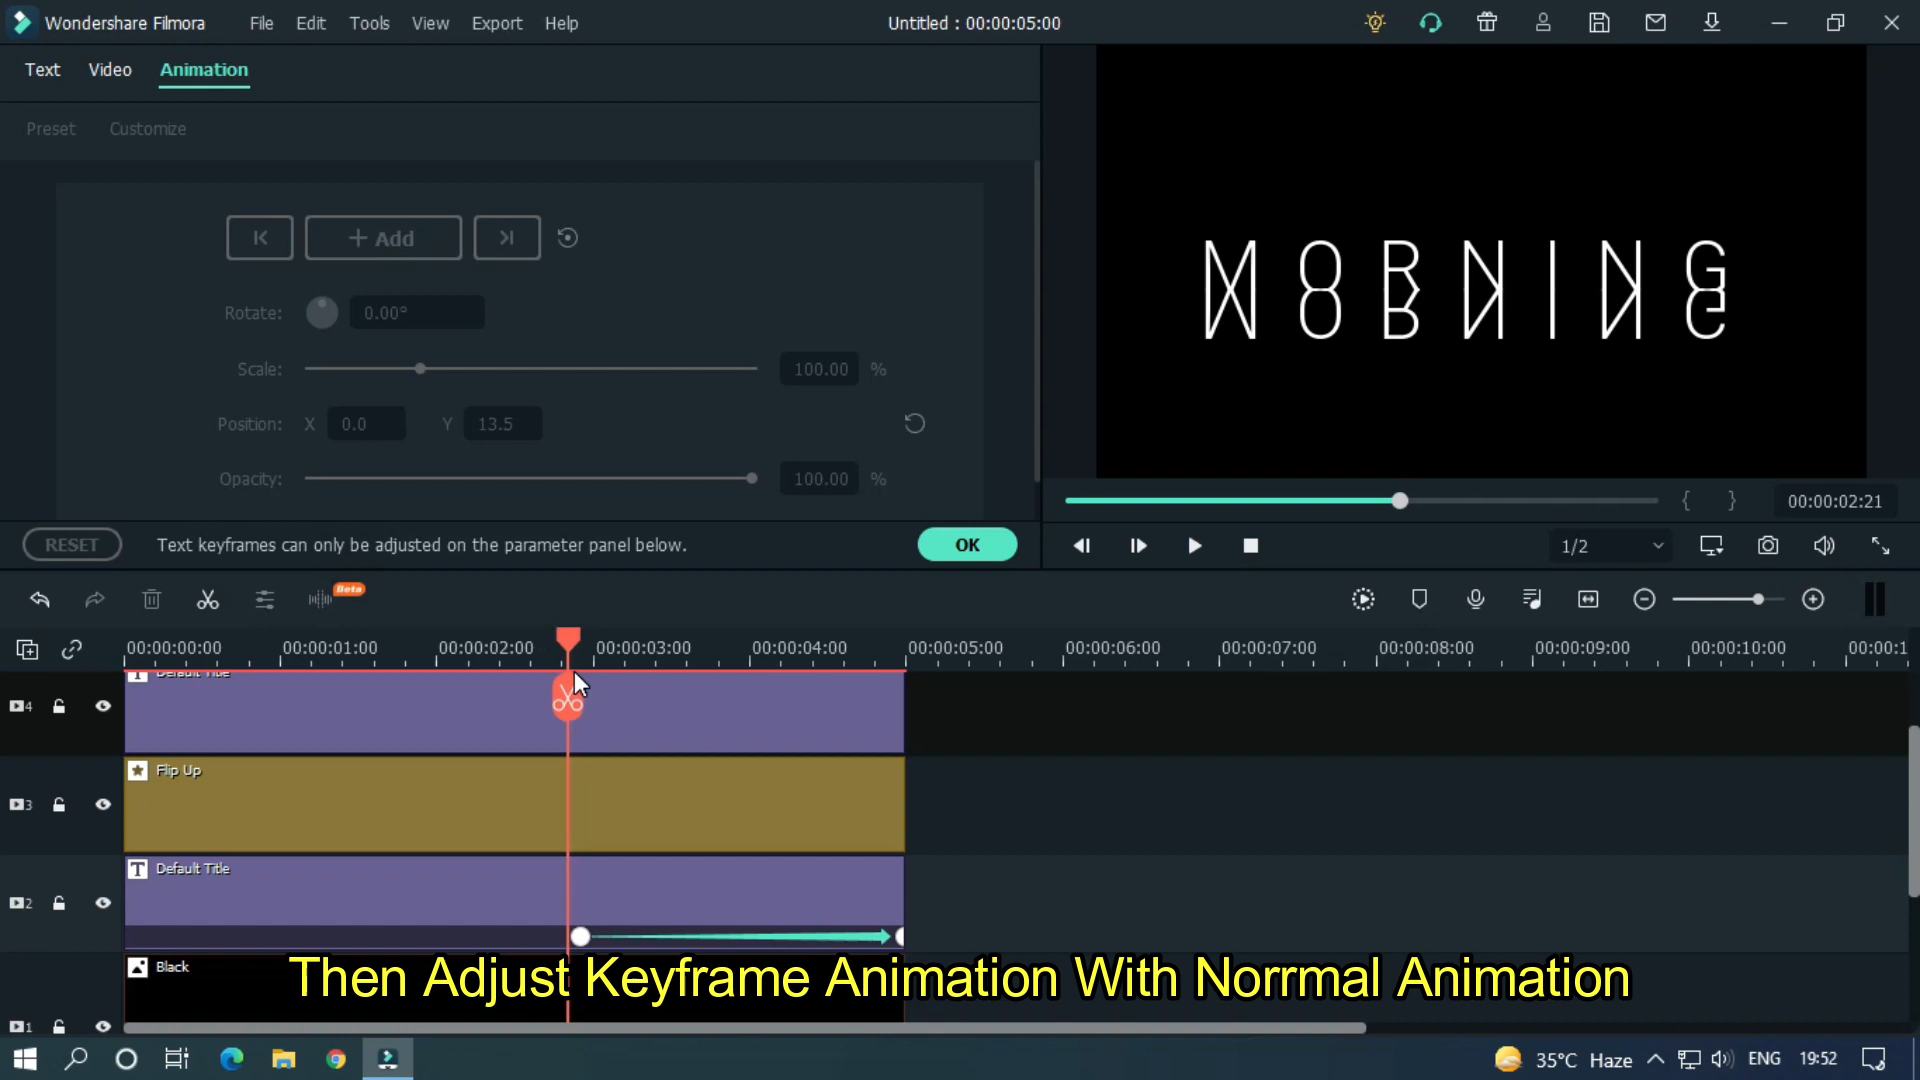 Wondershare Filmora
File Edit Tools View Export Help
Untitled : 00:00:05:00
Text Video Animation
Preset Customize
+ Add
Rotate: 0.00°
Scale: 100.00 %
Position: X 0.0 Y 13.5
Opacity: 100.00 %
MORNING
{ } 00:00:02:21
RESET Text keyframes can only be adjusted on the parameter panel below. OK
1/2
Beta
00:00:00:00 00:00:01:00 00:00:02:00 00:00:03:00 00:00:04:00 00:00:05:00 00:00:06:00 00:00:07:00 00:00:08:00 00:00:09:00 00:00:10:00 00:00:1
Default Title
4
Flip Up
3
Default Title
2
Black
Then Adjust Keyframe Animation With Norrmal Animation
1
35°C Haze ENG 19:52